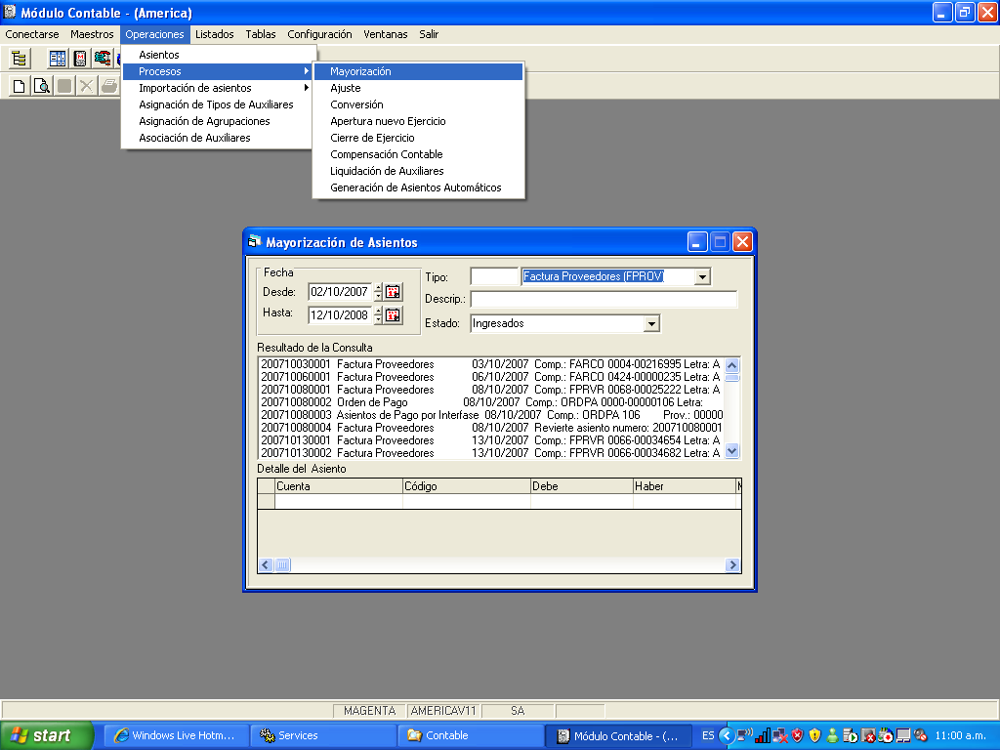 Módulo Contable - (America)
Conectarse Maestros Operaciones Listados Tablas Configuración Ventanas Salir
Asientos
Procesos
Importación de asientos
Asignación de Tipos de Auxiliares
Asignación de Agrupaciones
Asociación de Auxiliares
Mayorización
Ajuste
Conversión
Apertura nuevo Ejercicio
Cierre de Ejercicio
Compensación Contable
Liquidación de Auxiliares
Generación de Asientos Automáticos
Mayorización de Asientos
Fecha
Desde: 02/10/2007
Hasta: 12/10/2008
Tipo: Factura Proveedores (FPROV)
Descrip.:
Estado: Ingresados
Resultado de la Consulta
200710030001 Factura Proveedores 03/10/2007 Comp.: FARCO 0004-00216995 Letra: A
200710060001 Factura Proveedores 06/10/2007 Comp.: FARCO 0424-00000235 Letra: A
200710080001 Factura Proveedores 08/10/2007 Comp.: FPRVR 0068-00025222 Letra: A
200710080002 Orden de Pago 08/10/2007 Comp.: ORDPA 0000-00000106 Letra:
200710080003 Asientos de Pago por Interfase 08/10/2007 Comp.: ORDPA 106 Prov.: 00000
200710080004 Factura Proveedores 08/10/2007 Revierte asiento numero: 200710080001
200710130001 Factura Proveedores 13/10/2007 Comp.: FPRVR 0066-00034654 Letra: A
200710130002 Factura Proveedores 13/10/2007 Comp.: FPRVR 0066-00034682 Letra: A
Detalle del Asiento
Cuenta Código Debe Haber
MAGENTA AMERICAV11 SA
start Windows Live Hotm... Services Contable Módulo Contable - (... ES 11:00 a.m.